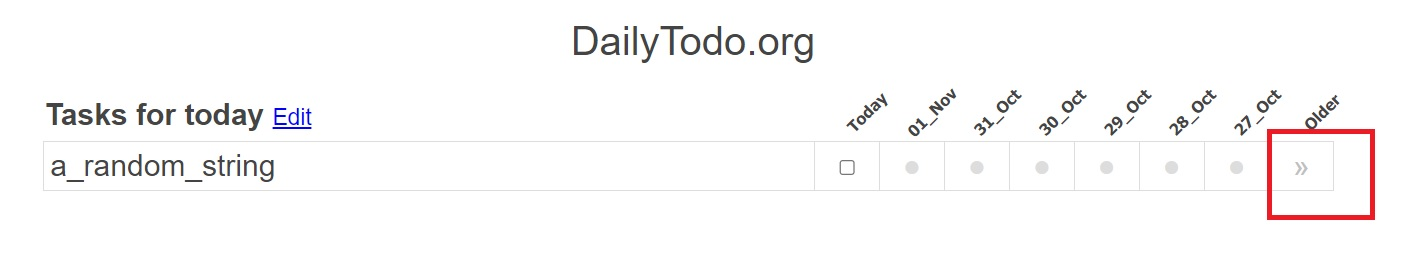 DailyTodo.org
Tasks for today Edit
Today 01_Nov 31_Oct 30_Oct 29_Oct 28_Oct 27_Oct Older
a_random_string »